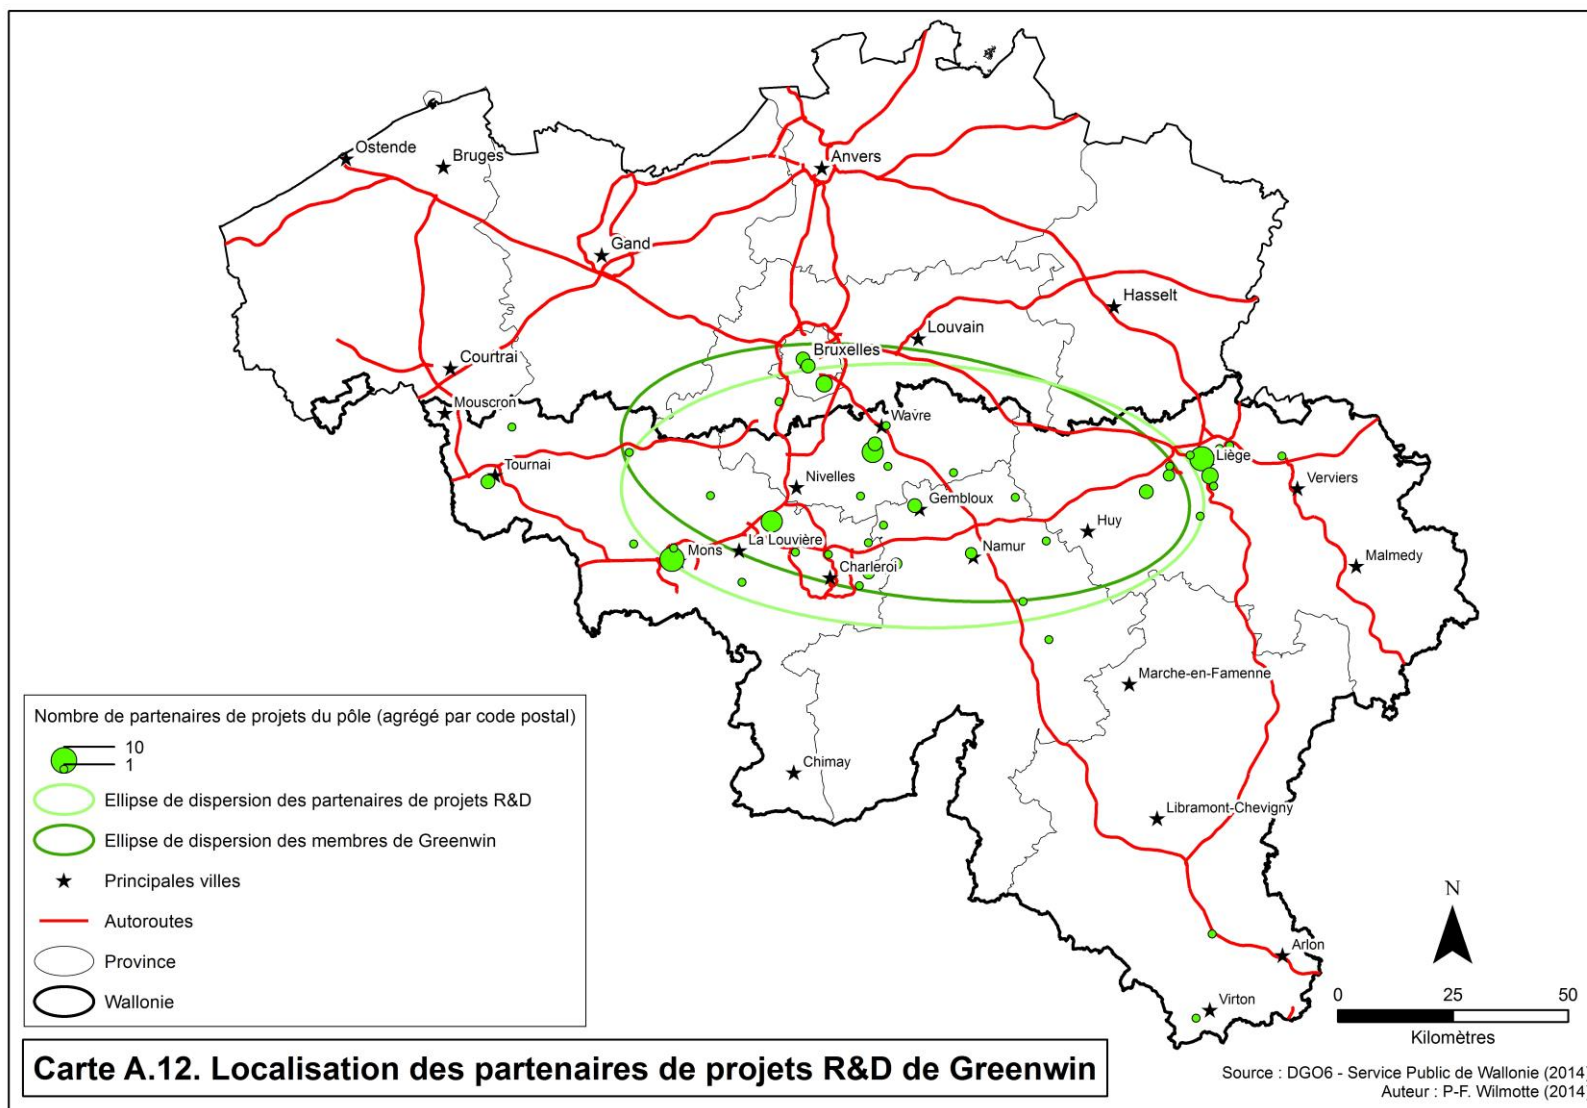 Ostende
Bruges
Anvers
Gand
Hasselt
Louvain
Bruxelles
Courtrai
Mouscron
Wavre
Tournai
Liège
Verviers
Nivelles
Gembloux
Huy
Mons
La Louvière
Namur
Malmedy
Charleroi
Marche-en-Famenne
Chimay
Libramont-Chevigny
Arlon
Virton
Nombre de partenaires de projets du pôle (agrégé par code postal)
10
1
Ellipse de dispersion des partenaires de projets R&D
Ellipse de dispersion des membres de Greenwin
Principales villes
Autoroutes
Province
Wallonie
N
0 25 50
Kilomètres
Carte A.12. Localisation des partenaires de projets R&D de Greenwin
Source : DGO6 - Service Public de Wallonie (2014)
Auteur : P-F. Wilmotte (2014)